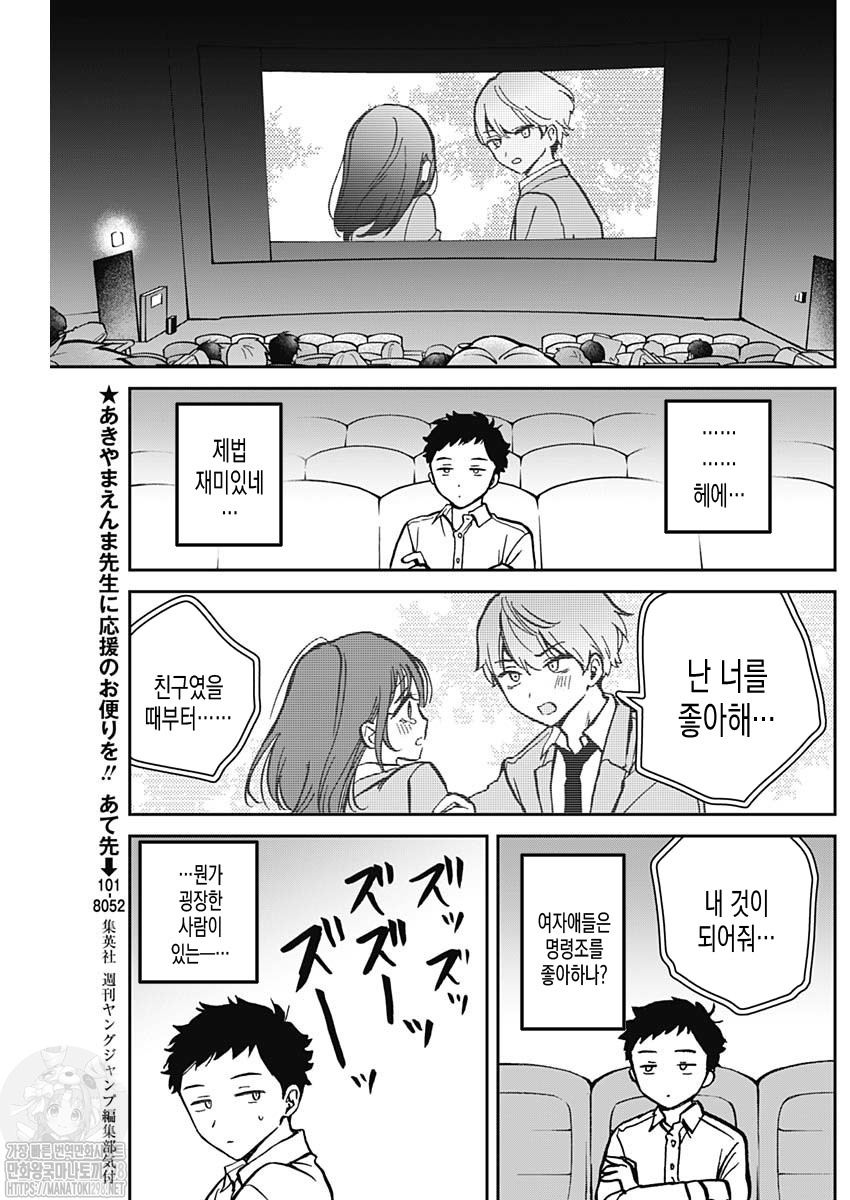 ……
……
헤에…
제법
재미있네
…
난 너를
좋아해…
친구였을
때부터……
내 것이
되어줘…
여자애들은
명령조를
좋아하나?
ズッ
ズズーッ
ズズー
…뭔가
굉장한
사람이
있는―…
★あきやまえんま先生に応援のお便りを!! あて先➡101-8052 集英社 週刊ヤングジャンプ編集部気付
가장 빠른 번역만화사이트
만화왕국마나토끼298
HTTPS://MANATOKI298.NET